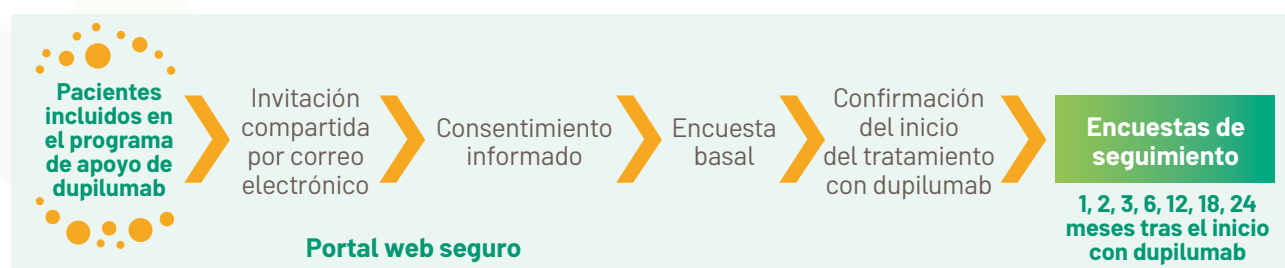 Pacientes
incluidos en
el programa
de apoyo de
dupilumab
Invitación
compartida
por correo
electrónico
Consentimiento
informado
Encuesta
basal
Confirmación
del inicio
del tratamiento
con dupilumab
Encuestas de
seguimiento
1, 2, 3, 6, 12, 18, 24
meses tras el inicio
con dupilumab
Portal web seguro